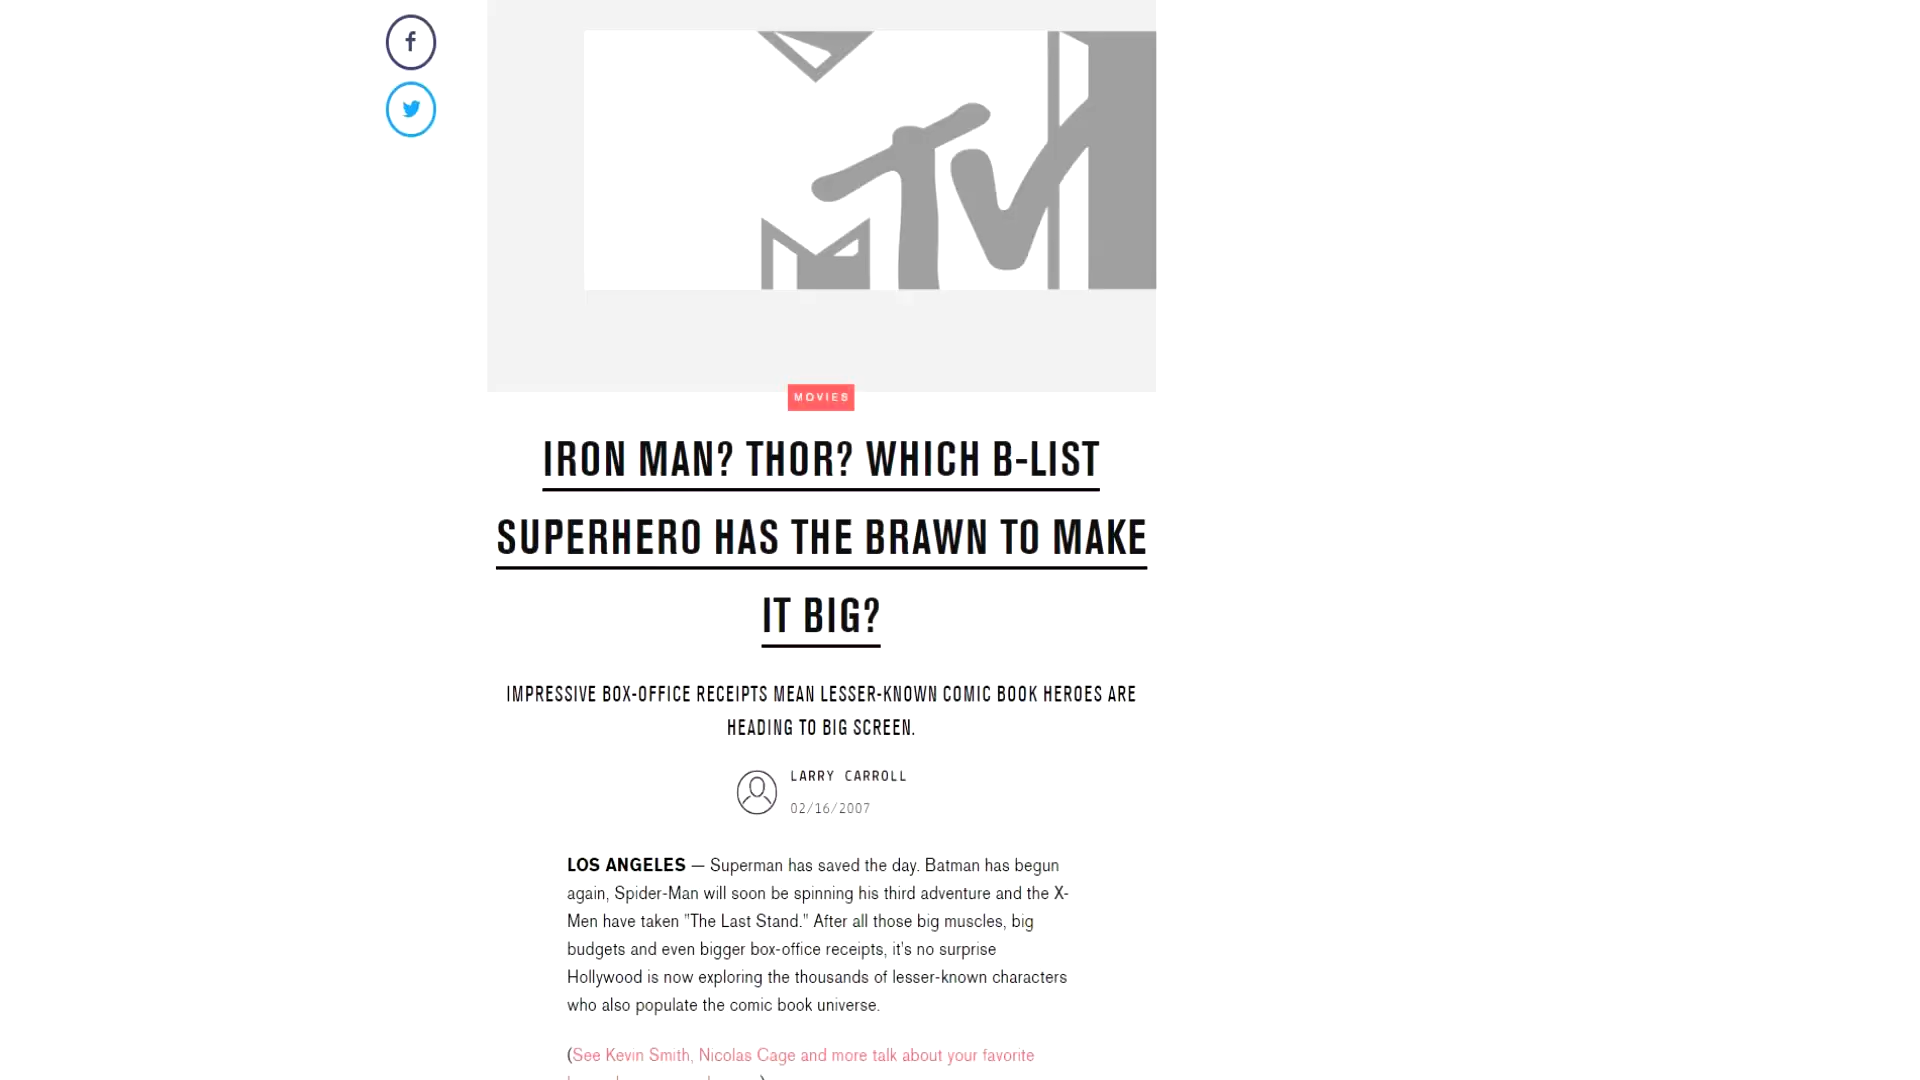 f
MTV
MOVIES
IRON MAN? THOR? WHICH B-LIST
SUPERHERO HAS THE BRAWN TO MAKE
IT BIG?
IMPRESSIVE BOX-OFFICE RECEIPTS MEAN LESSER-KNOWN COMIC BOOK HEROES ARE
HEADING TO BIG SCREEN.
LARRY CARROLL
02/16/2007
LOS ANGELES — Superman has saved the day. Batman has begun
again, Spider-Man will soon be spinning his third adventure and the X-
Men have taken "The Last Stand." After all those big muscles, big
budgets and even bigger box-office receipts, it's no surprise
Hollywood is now exploring the thousands of lesser-known characters
who also populate the comic book universe.
(See Kevin Smith, Nicolas Cage and more talk about your favorite